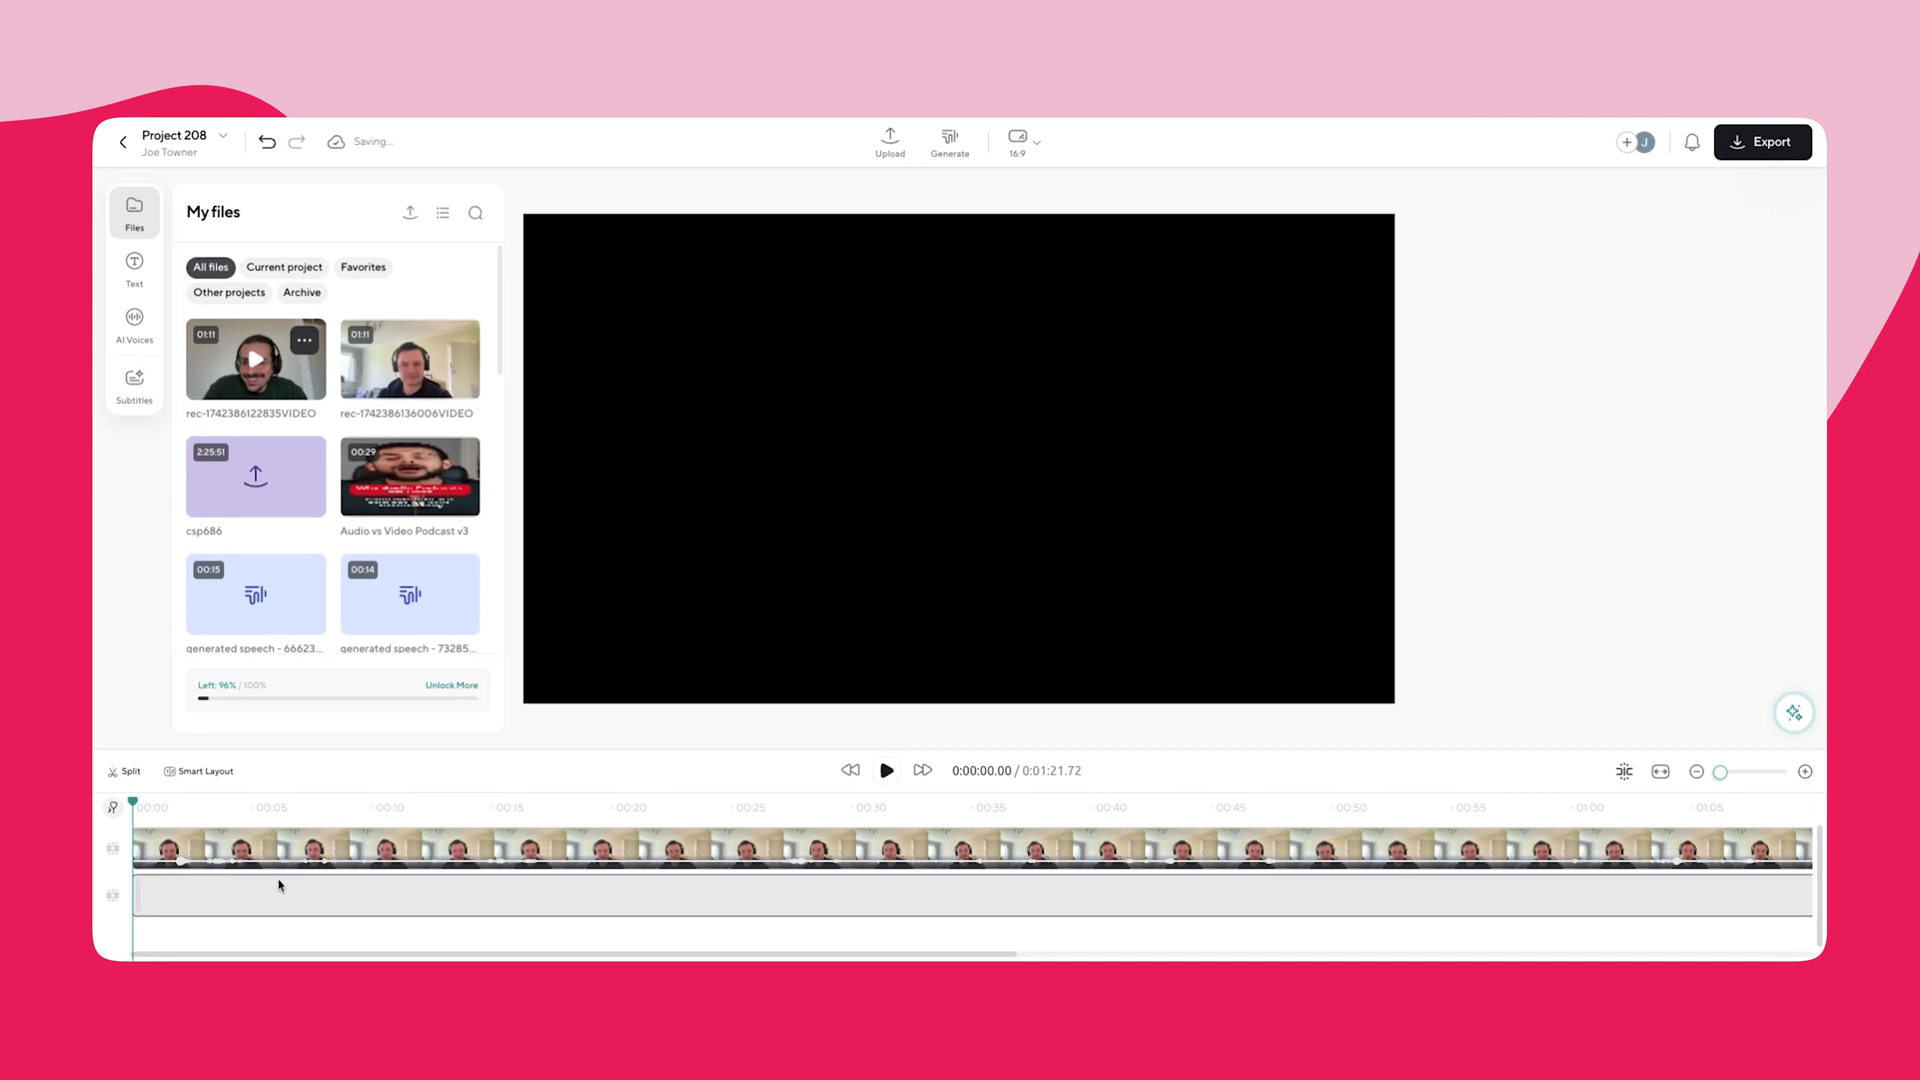 Project 208
Joe Towner
Saving...
Upload
Generate
16:9
J
Export
Files
Text
AI Voices
Subtitles
My files
All files
Current project
Favorites
Other projects
Archive
01:11
01:11
rec-1742386122835VIDEO
rec-1742386136006VIDEO
2:25:51
00:29
csp686
Audio vs Video Podcast v3
00:15
00:14
generated speech - 66623...
generated speech - 73285...
Left: 96% / 100%
Unlock More
Split
Smart Layout
0:00:00.00 / 0:01:21.72
00:00
00:05
00:10
00:15
00:20
00:25
00:30
00:35
00:40
00:45
00:50
00:55
01:00
01:05